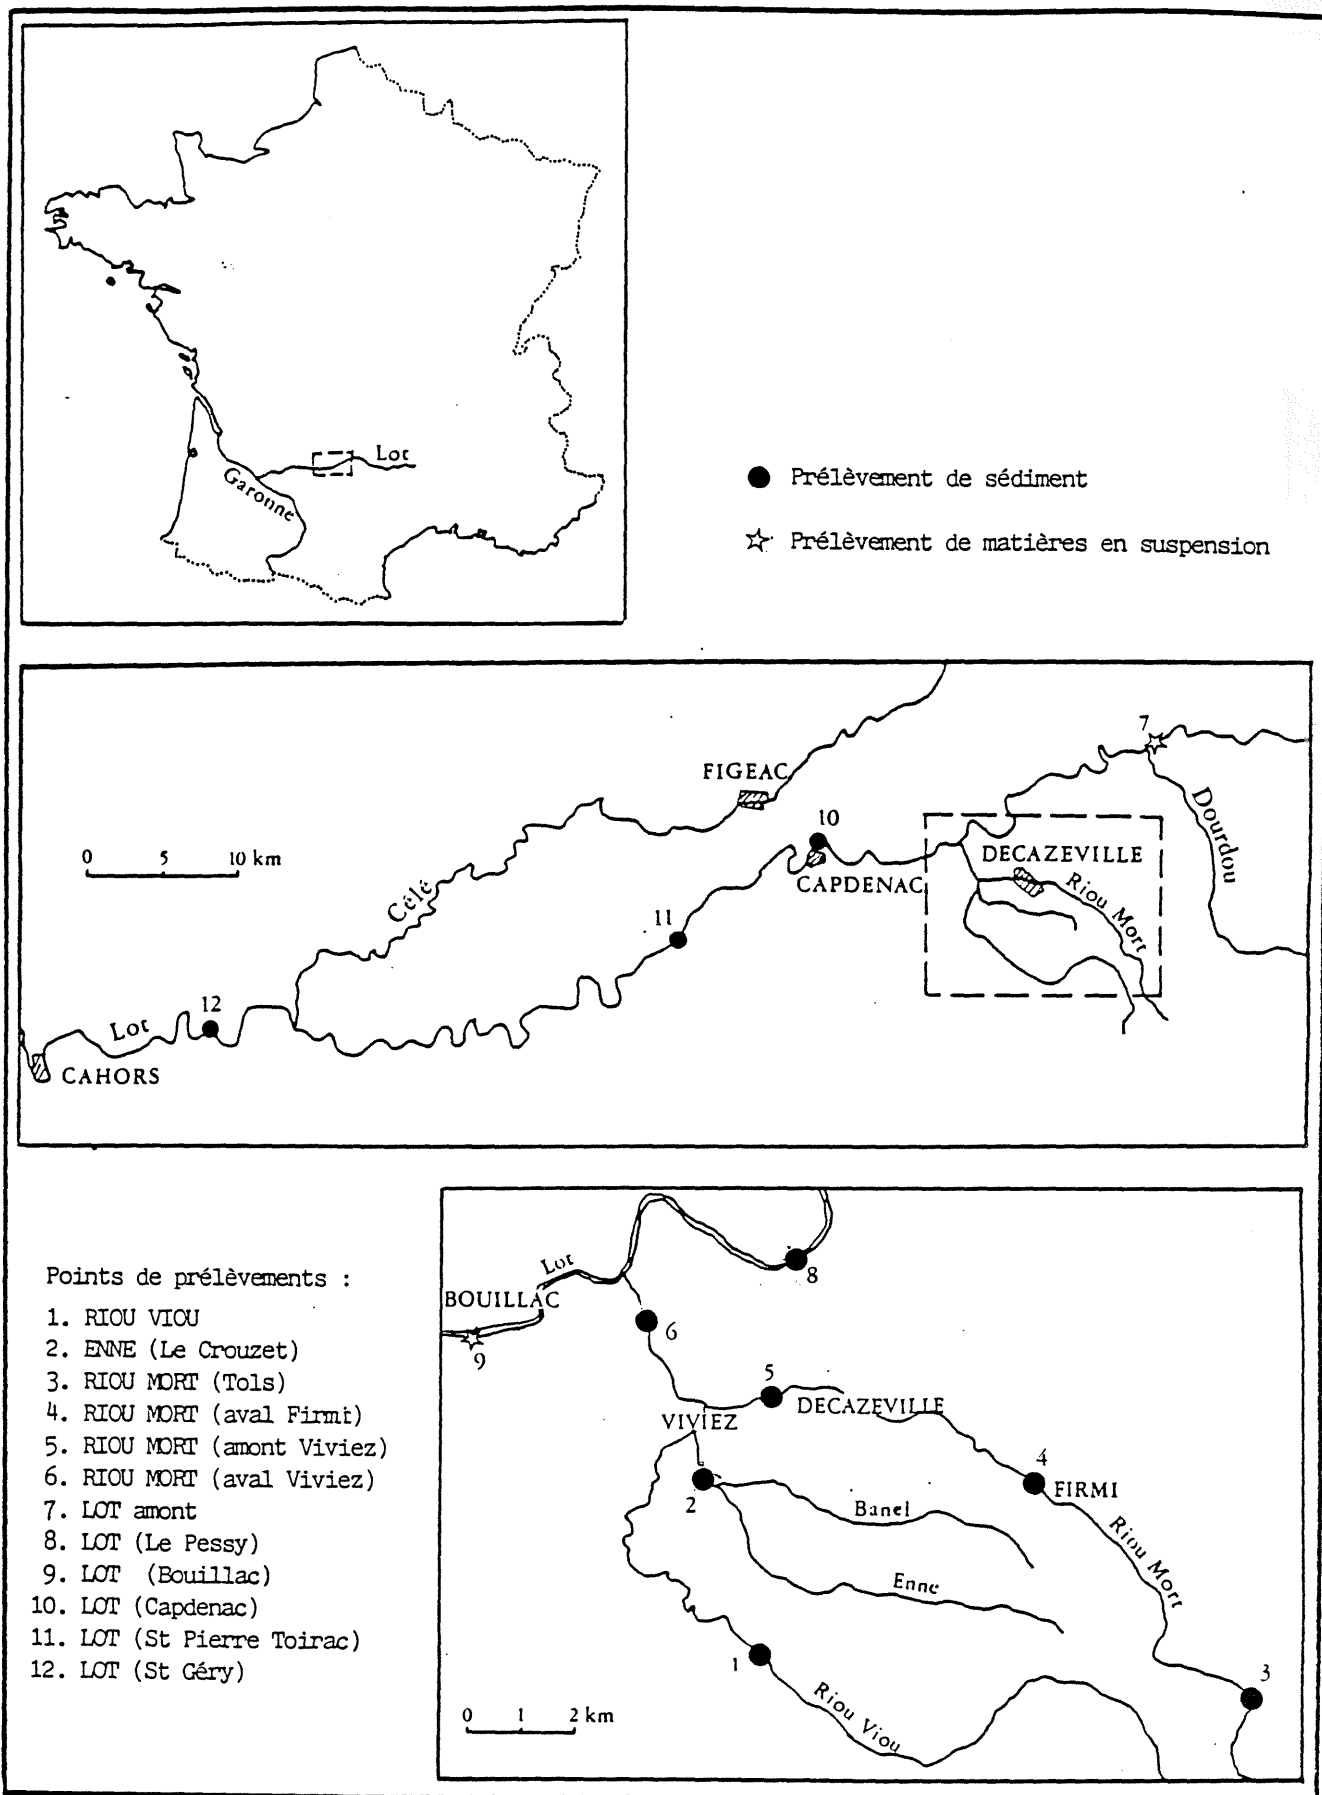 Lot
Garonne
● Prélèvement de sédiment
☆ Prélèvement de matières en suspension
7
FIGEAC
10
Dourdou
0 5 10 km
DECAZEVILLE
CAPDENAC
Riou Mort
Célé
11
12
Lot
CAHORS
Points de prélèvements :
1. RIOU VIOU
2. ENNE (Le Crouzet)
3. RIOU MORT (Tols)
4. RIOU MORT (aval Firmi)
5. RIOU MORT (amont Viviez)
6. RIOU MORT (aval Viviez)
7. LOT amont
8. LOT (Le Pessy)
9. LOT (Bouillac)
10. LOT (Capdenac)
11. LOT (St Pierre Toirac)
12. LOT (St Géry)
Lot
8
BOUILLAC
6
9
5
DECAZEVILLE
VIVIEZ
4
FIRMI
2
Banel
Riou Mort
Enne
1
3
Riou Viou
0 1 2 km